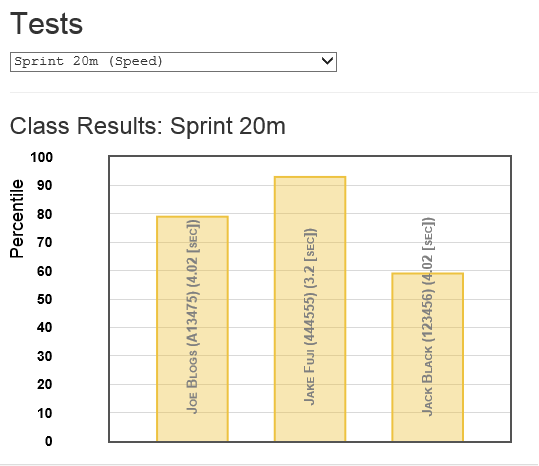 Tests
Sprint 20m (Speed)
Class Results: Sprint 20m
Percentile
100
90
80
70
60
50
40
30
20
10
0
Joe Blogs (A13475) (4.02 [sec])
Jake Fuji (444555) (3.2 [sec])
Jack Black (123456) (4.02 [sec])